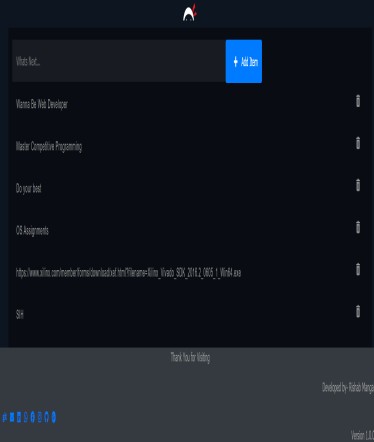 Whats Next...
Add Item
Wanna Be Web Developer
Master Competitive Programming
Do your best
OS Assignments
https://www.xilinx.com/member/forms/download/xef.html?filename=Xilinx_Vivado_SDK_2018.2_0605_1_Win64.exe
SIH
Thank You for Visiting
Developed by- Rishab Manga
Version 1.0.0